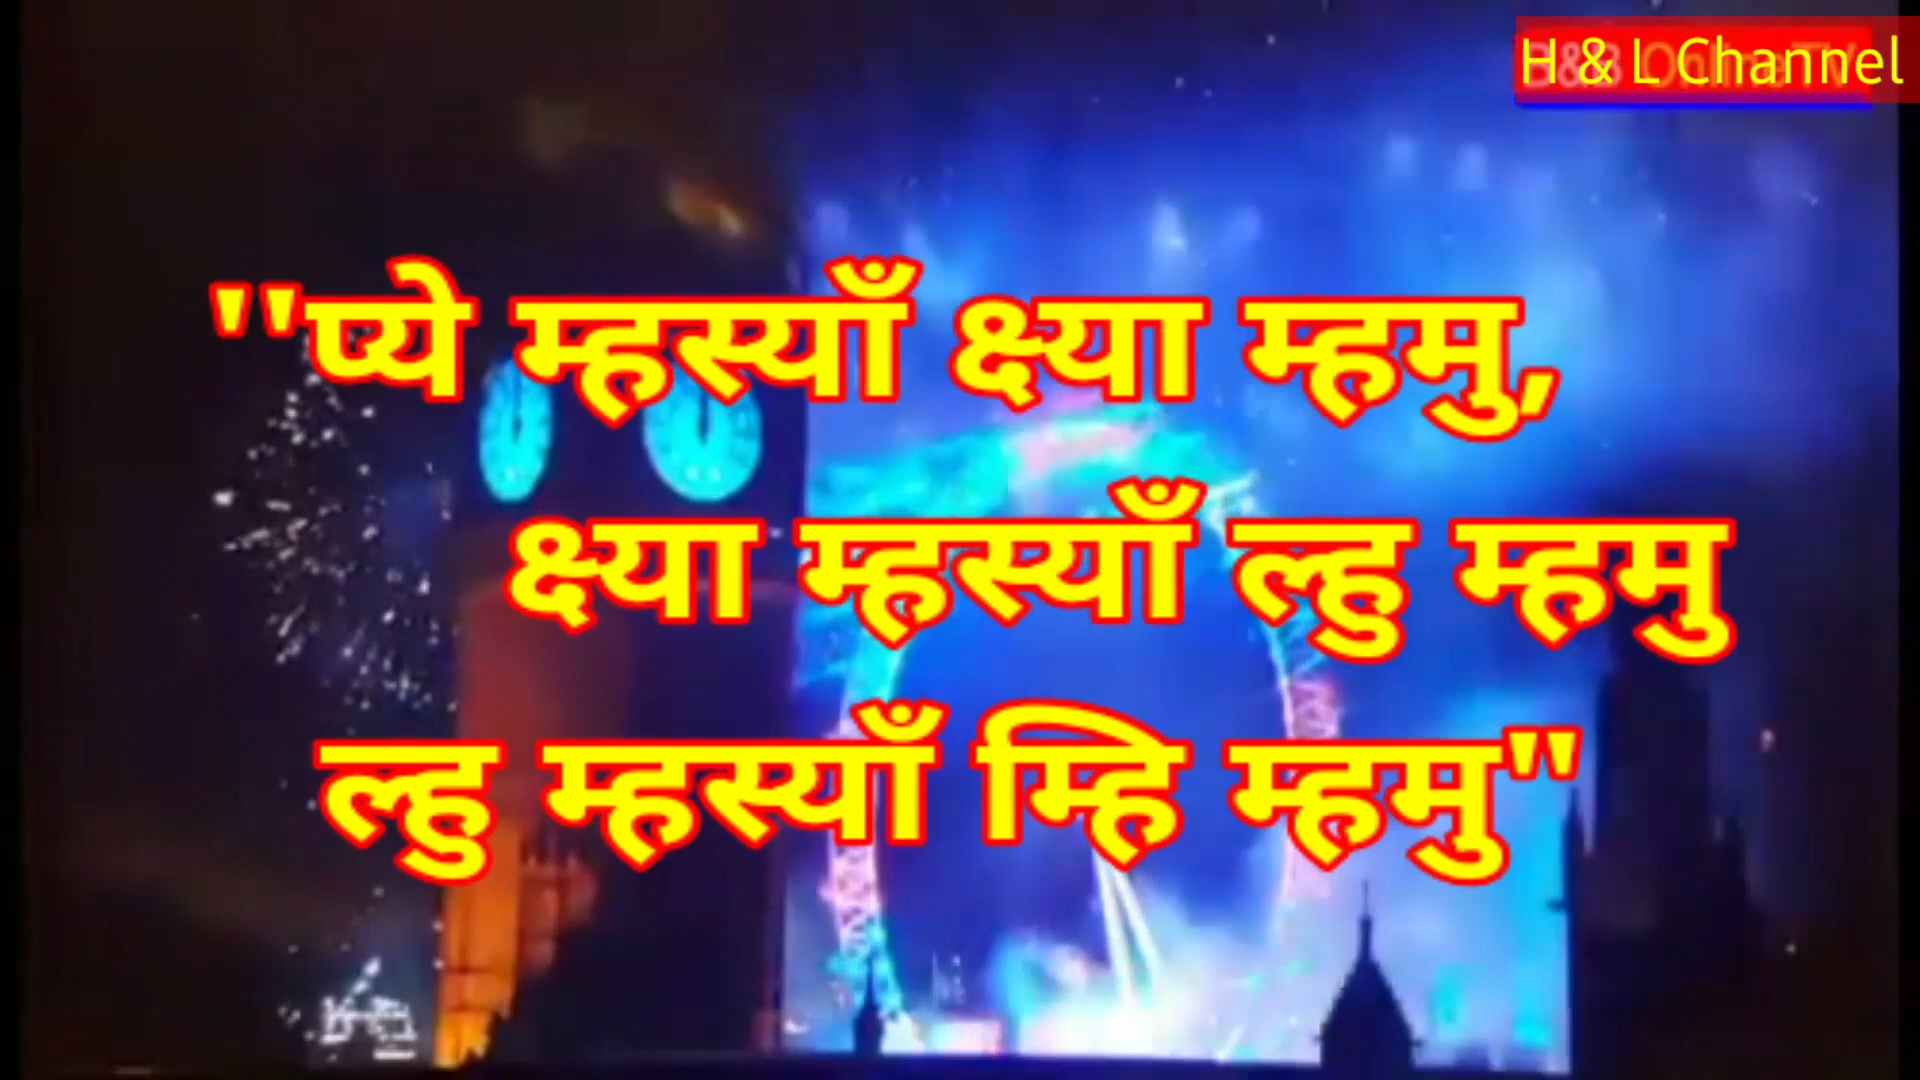 H & L Channel
"प्ये म्हस्याँ क्ष्या म्हमु,
क्ष्या म्हस्याँ ल्हु म्हमु
ल्हु म्हस्याँ म्हि म्हमु"